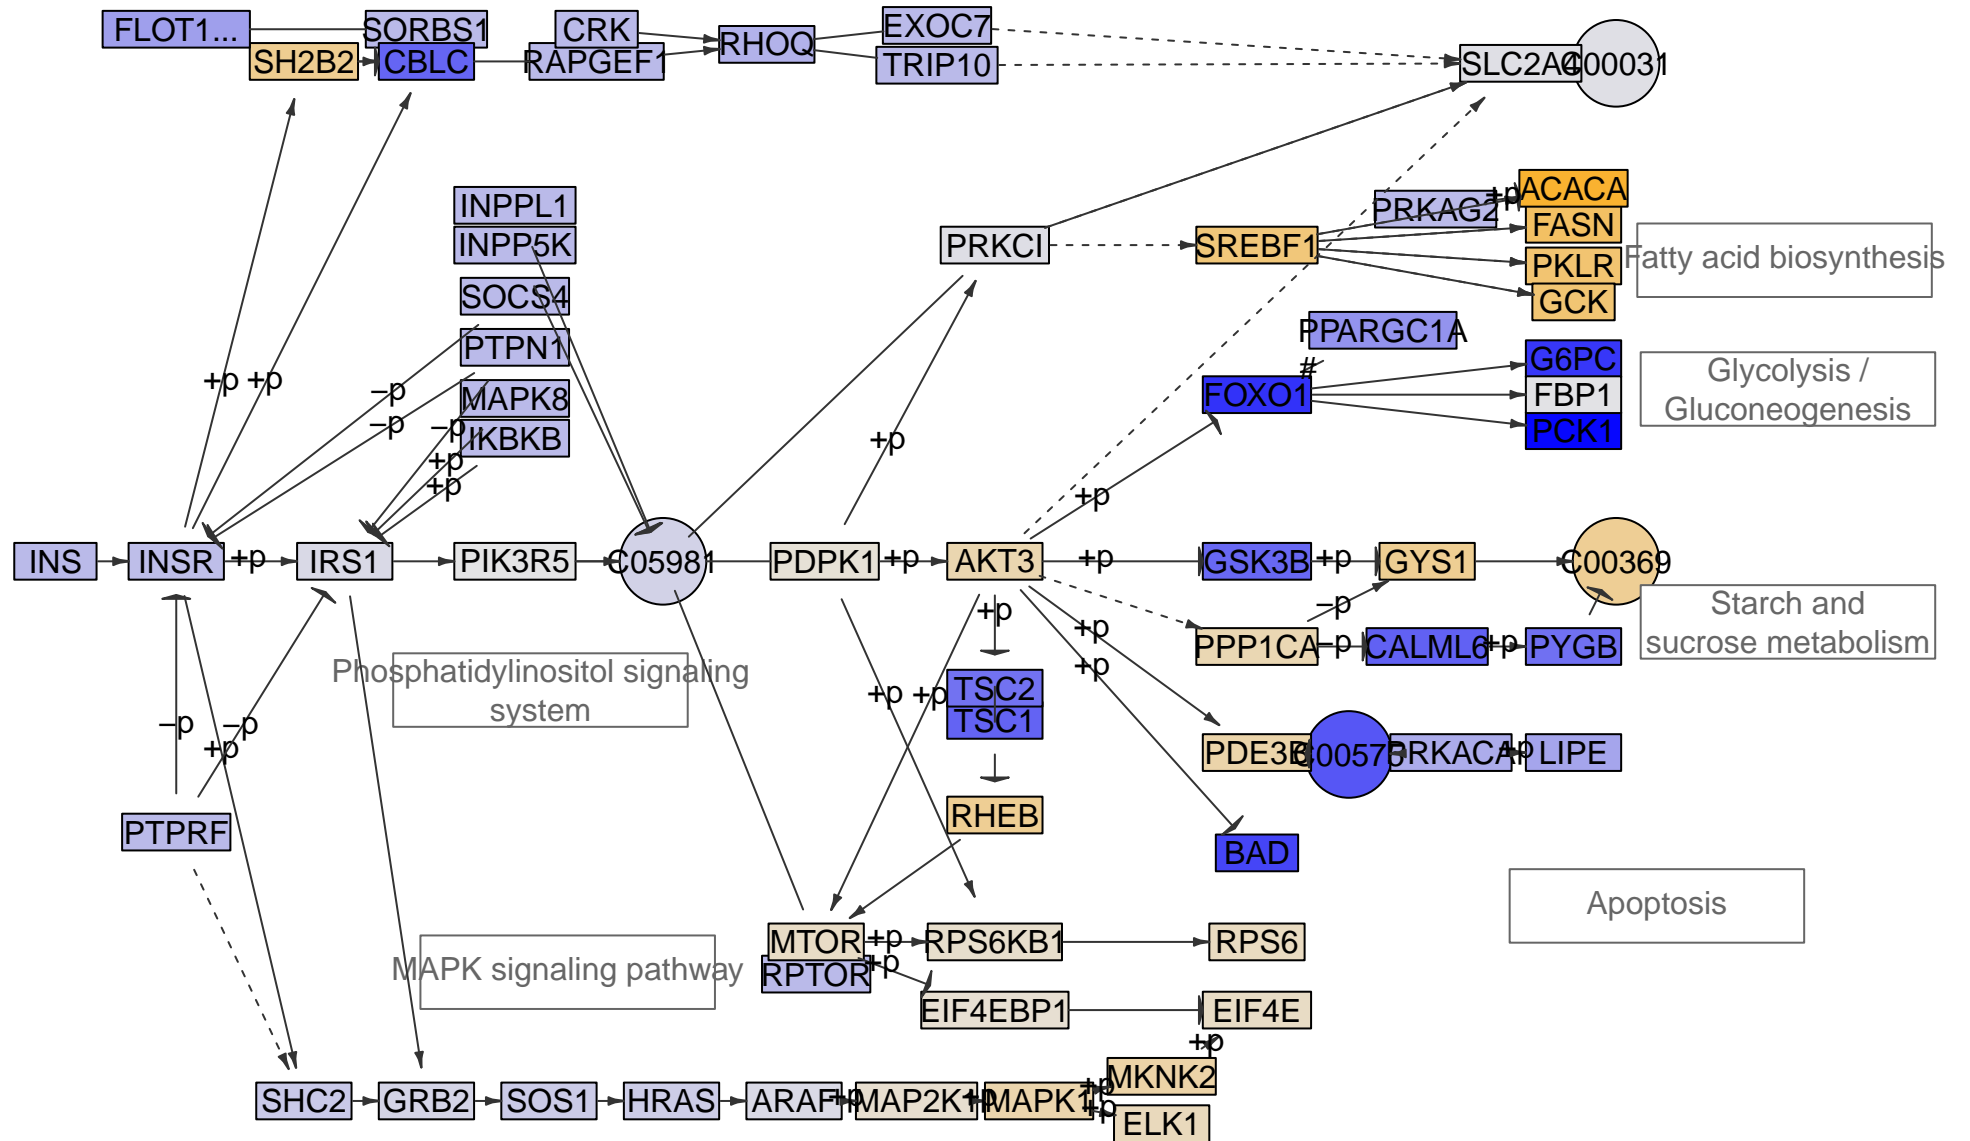 FLOT1...
SORBS1
CRK
EXOC7
SH2B2
CBLC
RAPGEF1
RHOQ
TRIP10
SLC2A4
C00031
INPPL1
INPP5K
SOCS4
PTPN1
MAPK8
IKBKB
PRKCI
SREBF1
PRKAG2
+p
ACACA
FASN
PKLR
GCK
Fatty acid biosynthesis
PPARGC1A
#
FOXO1
G6PC
FBP1
PCK1
Glycolysis /
Gluconeogenesis
+p
+p
–p
–p
–p
+p
+p
+p
+p
INS
INSR
+p
IRS1
PIK3R5
C05981
PDPK1
+p
AKT3
+p
GSK3B
+p
GYS1
C00369
+p
–p
Starch and
sucrose metabolism
PPP1CA
–p
CALML6
+p
PYGB
+p
+p
Phosphatidylinositol signaling
system
+p
+p
TSC2
TSC1
–p
+p
–p
PDE3B
C00575
PRKACA
+p
LIPE
RHEB
PTPRF
BAD
Apoptosis
MTOR
+p
RPS6KB1
RPS6
RPTOR
+p
MAPK signaling pathway
EIF4EBP1
EIF4E
+p
SHC2
GRB2
SOS1
HRAS
ARAF
+p
MAP2K1
+p
MAPK1
+p
MKNK2
+p
ELK1